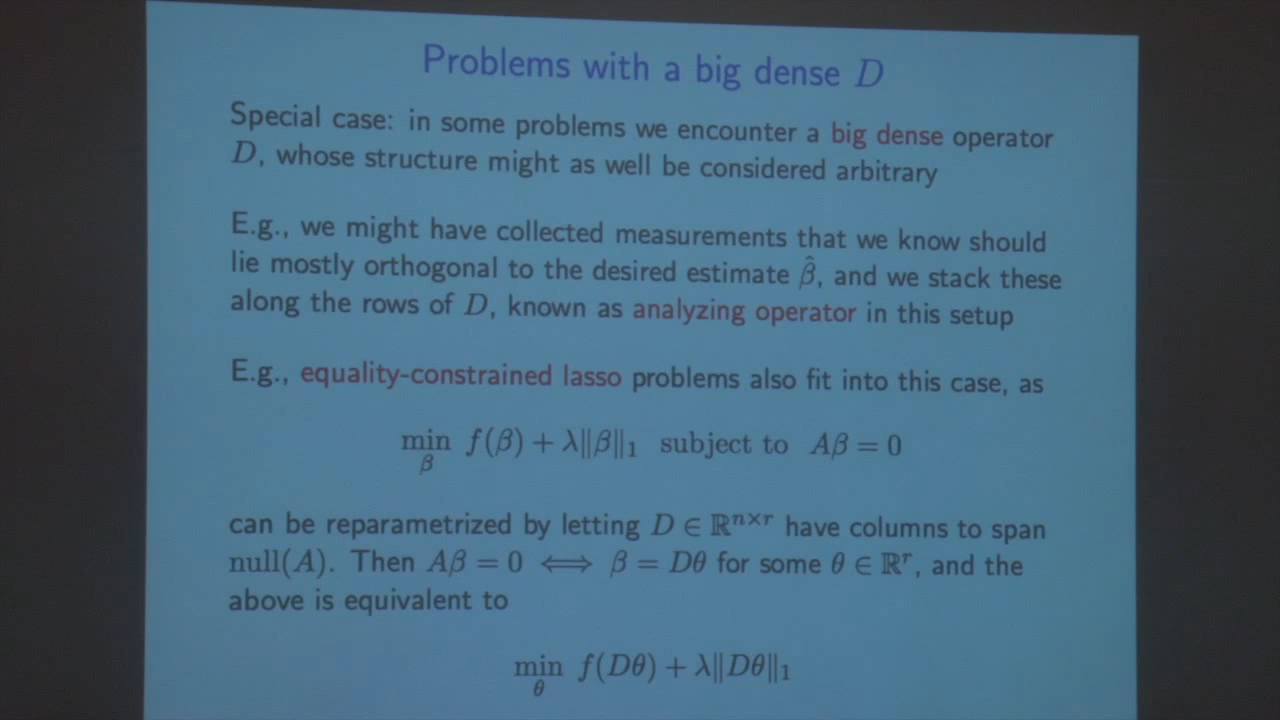 Problems with a big dense D
Special case: in some problems we encounter a big dense operator
D, whose structure might as well be considered arbitrary
E.g., we might have collected measurements that we know should
lie mostly orthogonal to the desired estimate β̂, and we stack these
along the rows of D, known as analyzing operator in this setup
E.g., equality-constrained lasso problems also fit into this case, as
min f(β) + λ‖β‖₁ subject to Aβ = 0
β
can be reparametrized by letting D ∈ ℝⁿˣʳ have columns to span
null(A). Then Aβ = 0 ⟺ β = Dθ for some θ ∈ ℝʳ, and the
above is equivalent to
min f(Dθ) + λ‖Dθ‖₁
θ